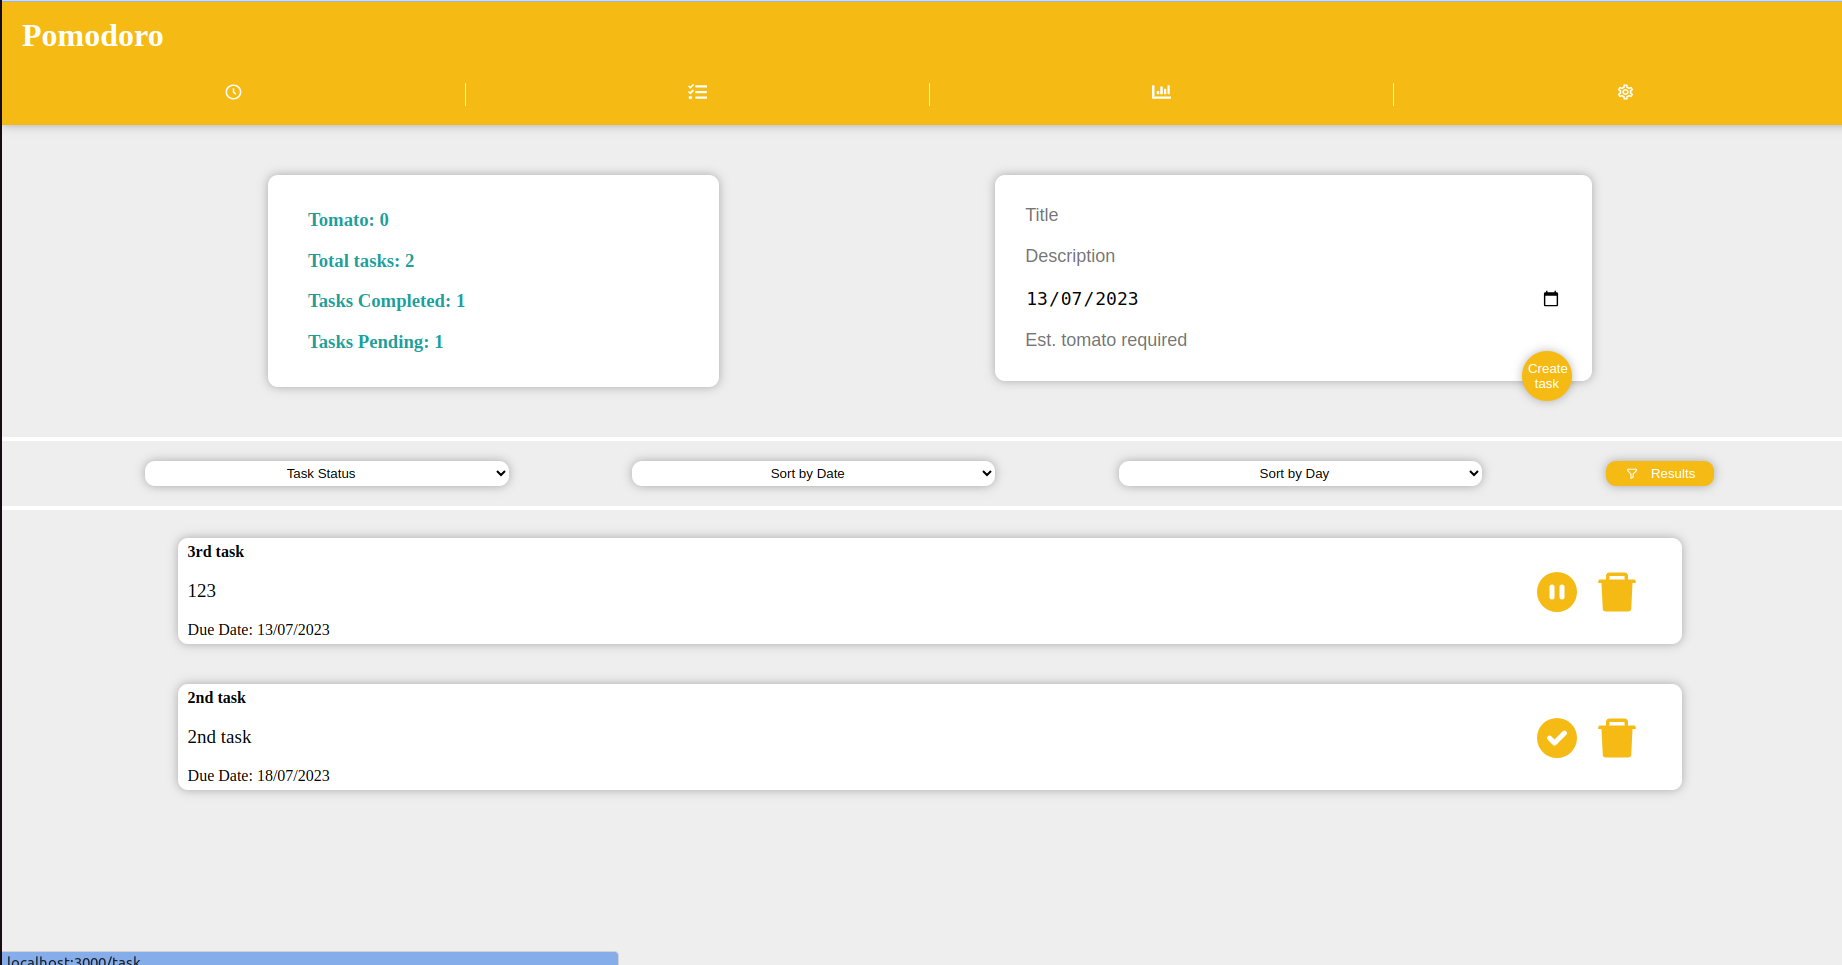 Pomodoro
Tomato: 0
Total tasks: 2
Tasks Completed: 1
Tasks Pending: 1
Title
Description
13/07/2023
Est. tomato required
Create
task
Task Status
Sort by Date
Sort by Day
Results
3rd task
123
Due Date: 13/07/2023
2nd task
2nd task
Due Date: 18/07/2023
localhost:3000/task